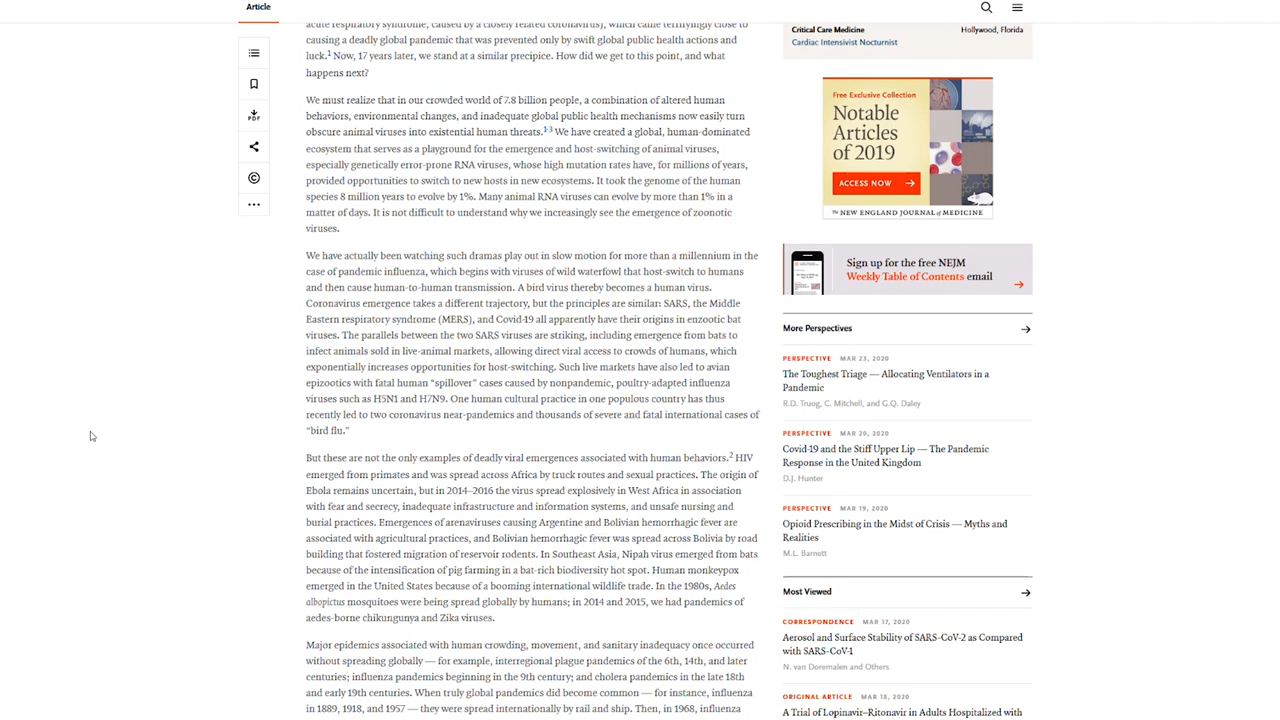 Article
acute respiratory syndrome, caused by a closely related coronavirus), which came terrifyingly close to
causing a deadly global pandemic that was prevented only by swift global public health actions and
luck.1 Now, 17 years later, we stand at a similar precipice. How did we get to this point, and what
happens next?
We must realize that in our crowded world of 7.8 billion people, a combination of altered human
behaviors, environmental changes, and inadequate global public health mechanisms now easily turn
obscure animal viruses into existential human threats.1-3 We have created a global, human-dominated
ecosystem that serves as a playground for the emergence and host-switching of animal viruses,
especially genetically error-prone RNA viruses, whose high mutation rates have, for millions of years,
provided opportunities to switch to new hosts in new ecosystems. It took the genome of the human
species 8 million years to evolve by 1%. Many animal RNA viruses can evolve by more than 1% in a
matter of days. It is not difficult to understand why we increasingly see the emergence of zoonotic
viruses.
We have actually been watching such dramas play out in slow motion for more than a millennium in the
case of pandemic influenza, which begins with viruses of wild waterfowl that host-switch to humans
and then cause human-to-human transmission. A bird virus thereby becomes a human virus.
Coronavirus emergence takes a different trajectory, but the principles are similar: SARS, the Middle
Eastern respiratory syndrome (MERS), and Covid-19 all apparently have their origins in enzootic bat
viruses. The parallels between the two SARS viruses are striking, including emergence from bats to
infect animals sold in live-animal markets, allowing direct viral access to crowds of humans, which
exponentially increases opportunities for host-switching. Such live markets have also led to avian
epizootics with fatal human “spillover” cases caused by nonpandemic, poultry-adapted influenza
viruses such as H5N1 and H7N9. One human cultural practice in one populous country has thus
recently led to two coronavirus near-pandemics and thousands of severe and fatal international cases of
“bird flu.”
But these are not the only examples of deadly viral emergences associated with human behaviors.2 HIV
emerged from primates and was spread across Africa by truck routes and sexual practices. The origin of
Ebola remains uncertain, but in 2014–2016 the virus spread explosively in West Africa in association
with fear and secrecy, inadequate infrastructure and information systems, and unsafe nursing and
burial practices. Emergences of arenaviruses causing Argentine and Bolivian hemorrhagic fever are
associated with agricultural practices, and Bolivian hemorrhagic fever was spread across Bolivia by road
building that fostered migration of reservoir rodents. In Southeast Asia, Nipah virus emerged from bats
because of the intensification of pig farming in a bat-rich biodiversity hot spot. Human monkeypox
emerged in the United States because of a booming international wildlife trade. In the 1980s, Aedes
albopictus mosquitoes were being spread globally by humans; in 2014 and 2015, we had pandemics of
aedes-borne chikungunya and Zika viruses.
Major epidemics associated with human crowding, movement, and sanitary inadequacy once occurred
without spreading globally — for example, interregional plague pandemics of the 6th, 14th, and later
centuries; influenza pandemics beginning in the 9th century; and cholera pandemics in the late 18th
and early 19th centuries. When truly global pandemics did become common — for instance, influenza
in 1889, 1918, and 1957 — they were spread internationally by rail and ship. Then, in 1968, influenza
PDF
Critical Care Medicine Hollywood, Florida
Cardiac Intensivist Nocturnist
Free Exclusive Collection
Notable
Articles
of 2019
ACCESS NOW
The NEW ENGLAND JOURNAL of MEDICINE
Sign up for the free NEJM
Weekly Table of Contents email
More Perspectives
PERSPECTIVE MAR 23, 2020
The Toughest Triage — Allocating Ventilators in a
Pandemic
R.D. Truog, C. Mitchell, and G.Q. Daley
PERSPECTIVE MAR 20, 2020
Covid-19 and the Stiff Upper Lip — The Pandemic
Response in the United Kingdom
D.J. Hunter
PERSPECTIVE MAR 19, 2020
Opioid Prescribing in the Midst of Crisis — Myths and
Realities
M.L. Barnett
Most Viewed
CORRESPONDENCE MAR 17, 2020
Aerosol and Surface Stability of SARS-CoV-2 as Compared
with SARS-CoV-1
N. van Doremalen and Others
ORIGINAL ARTICLE MAR 18, 2020
A Trial of Lopinavir–Ritonavir in Adults Hospitalized with